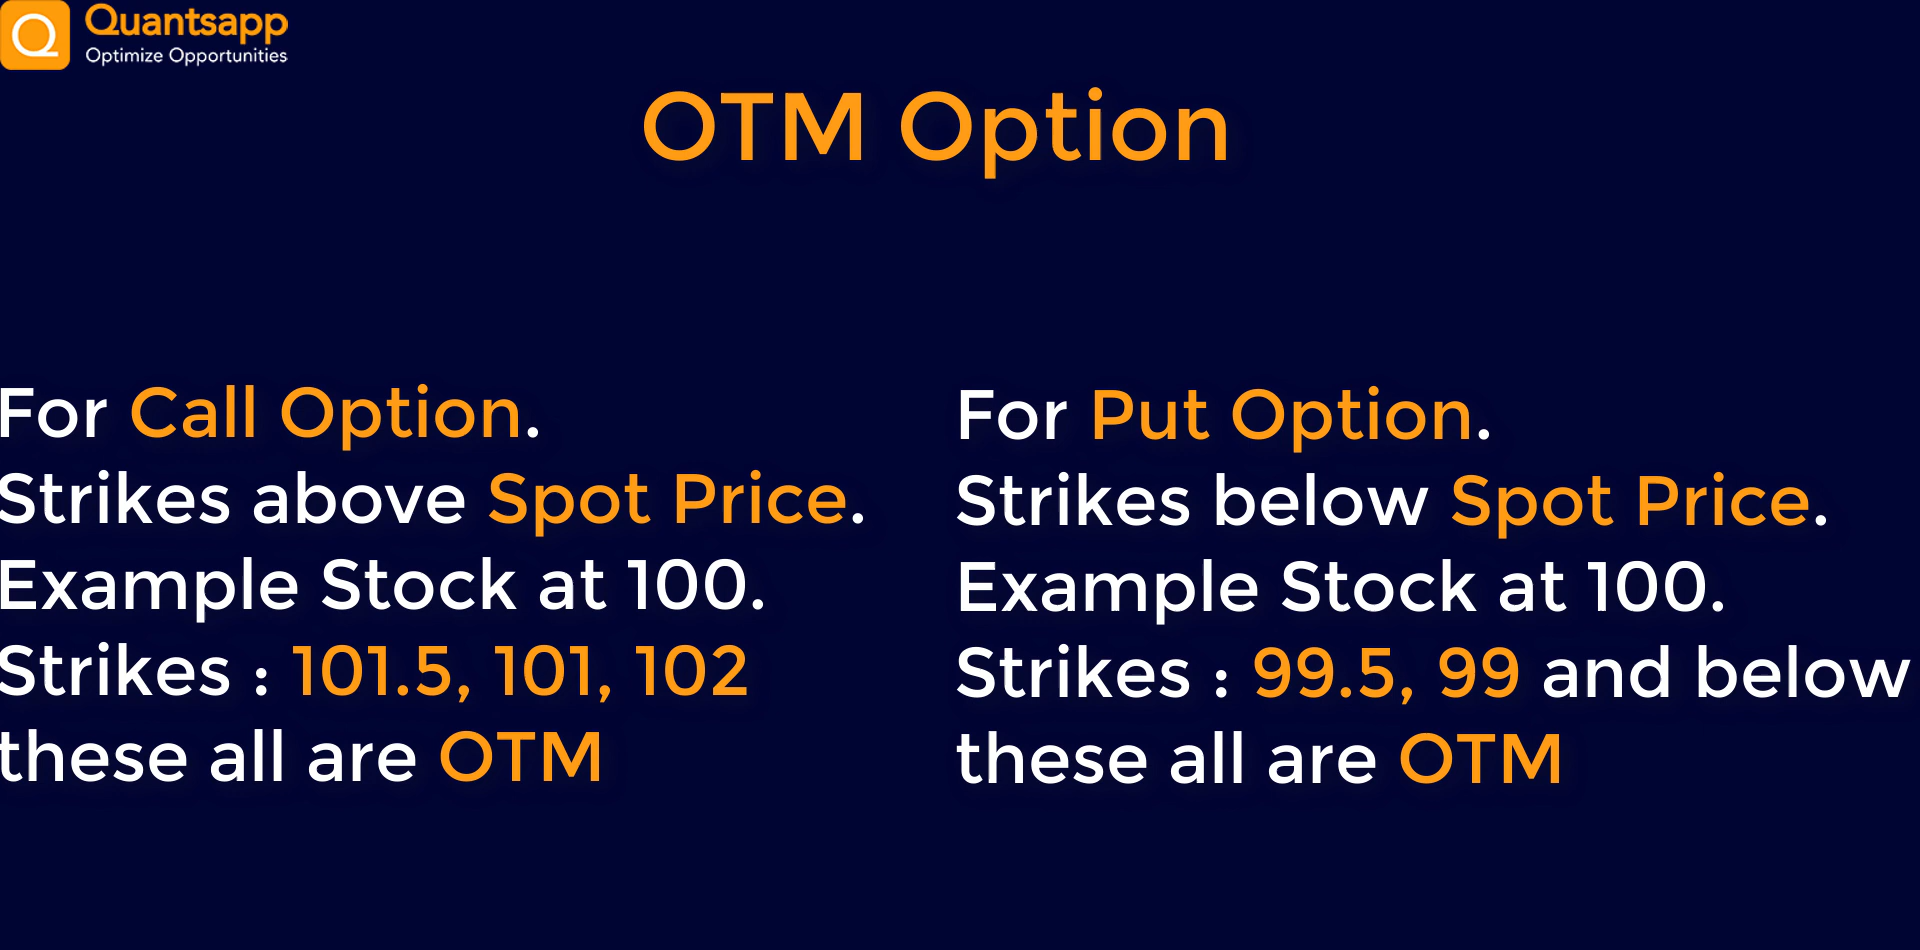 Quantsapp
Optimize Opportunities
OTM Option
For Call Option.
Strikes above Spot Price.
Example Stock at 100.
Strikes : 101.5, 101, 102
these all are OTM
For Put Option.
Strikes below Spot Price.
Example Stock at 100.
Strikes : 99.5, 99 and below
these all are OTM